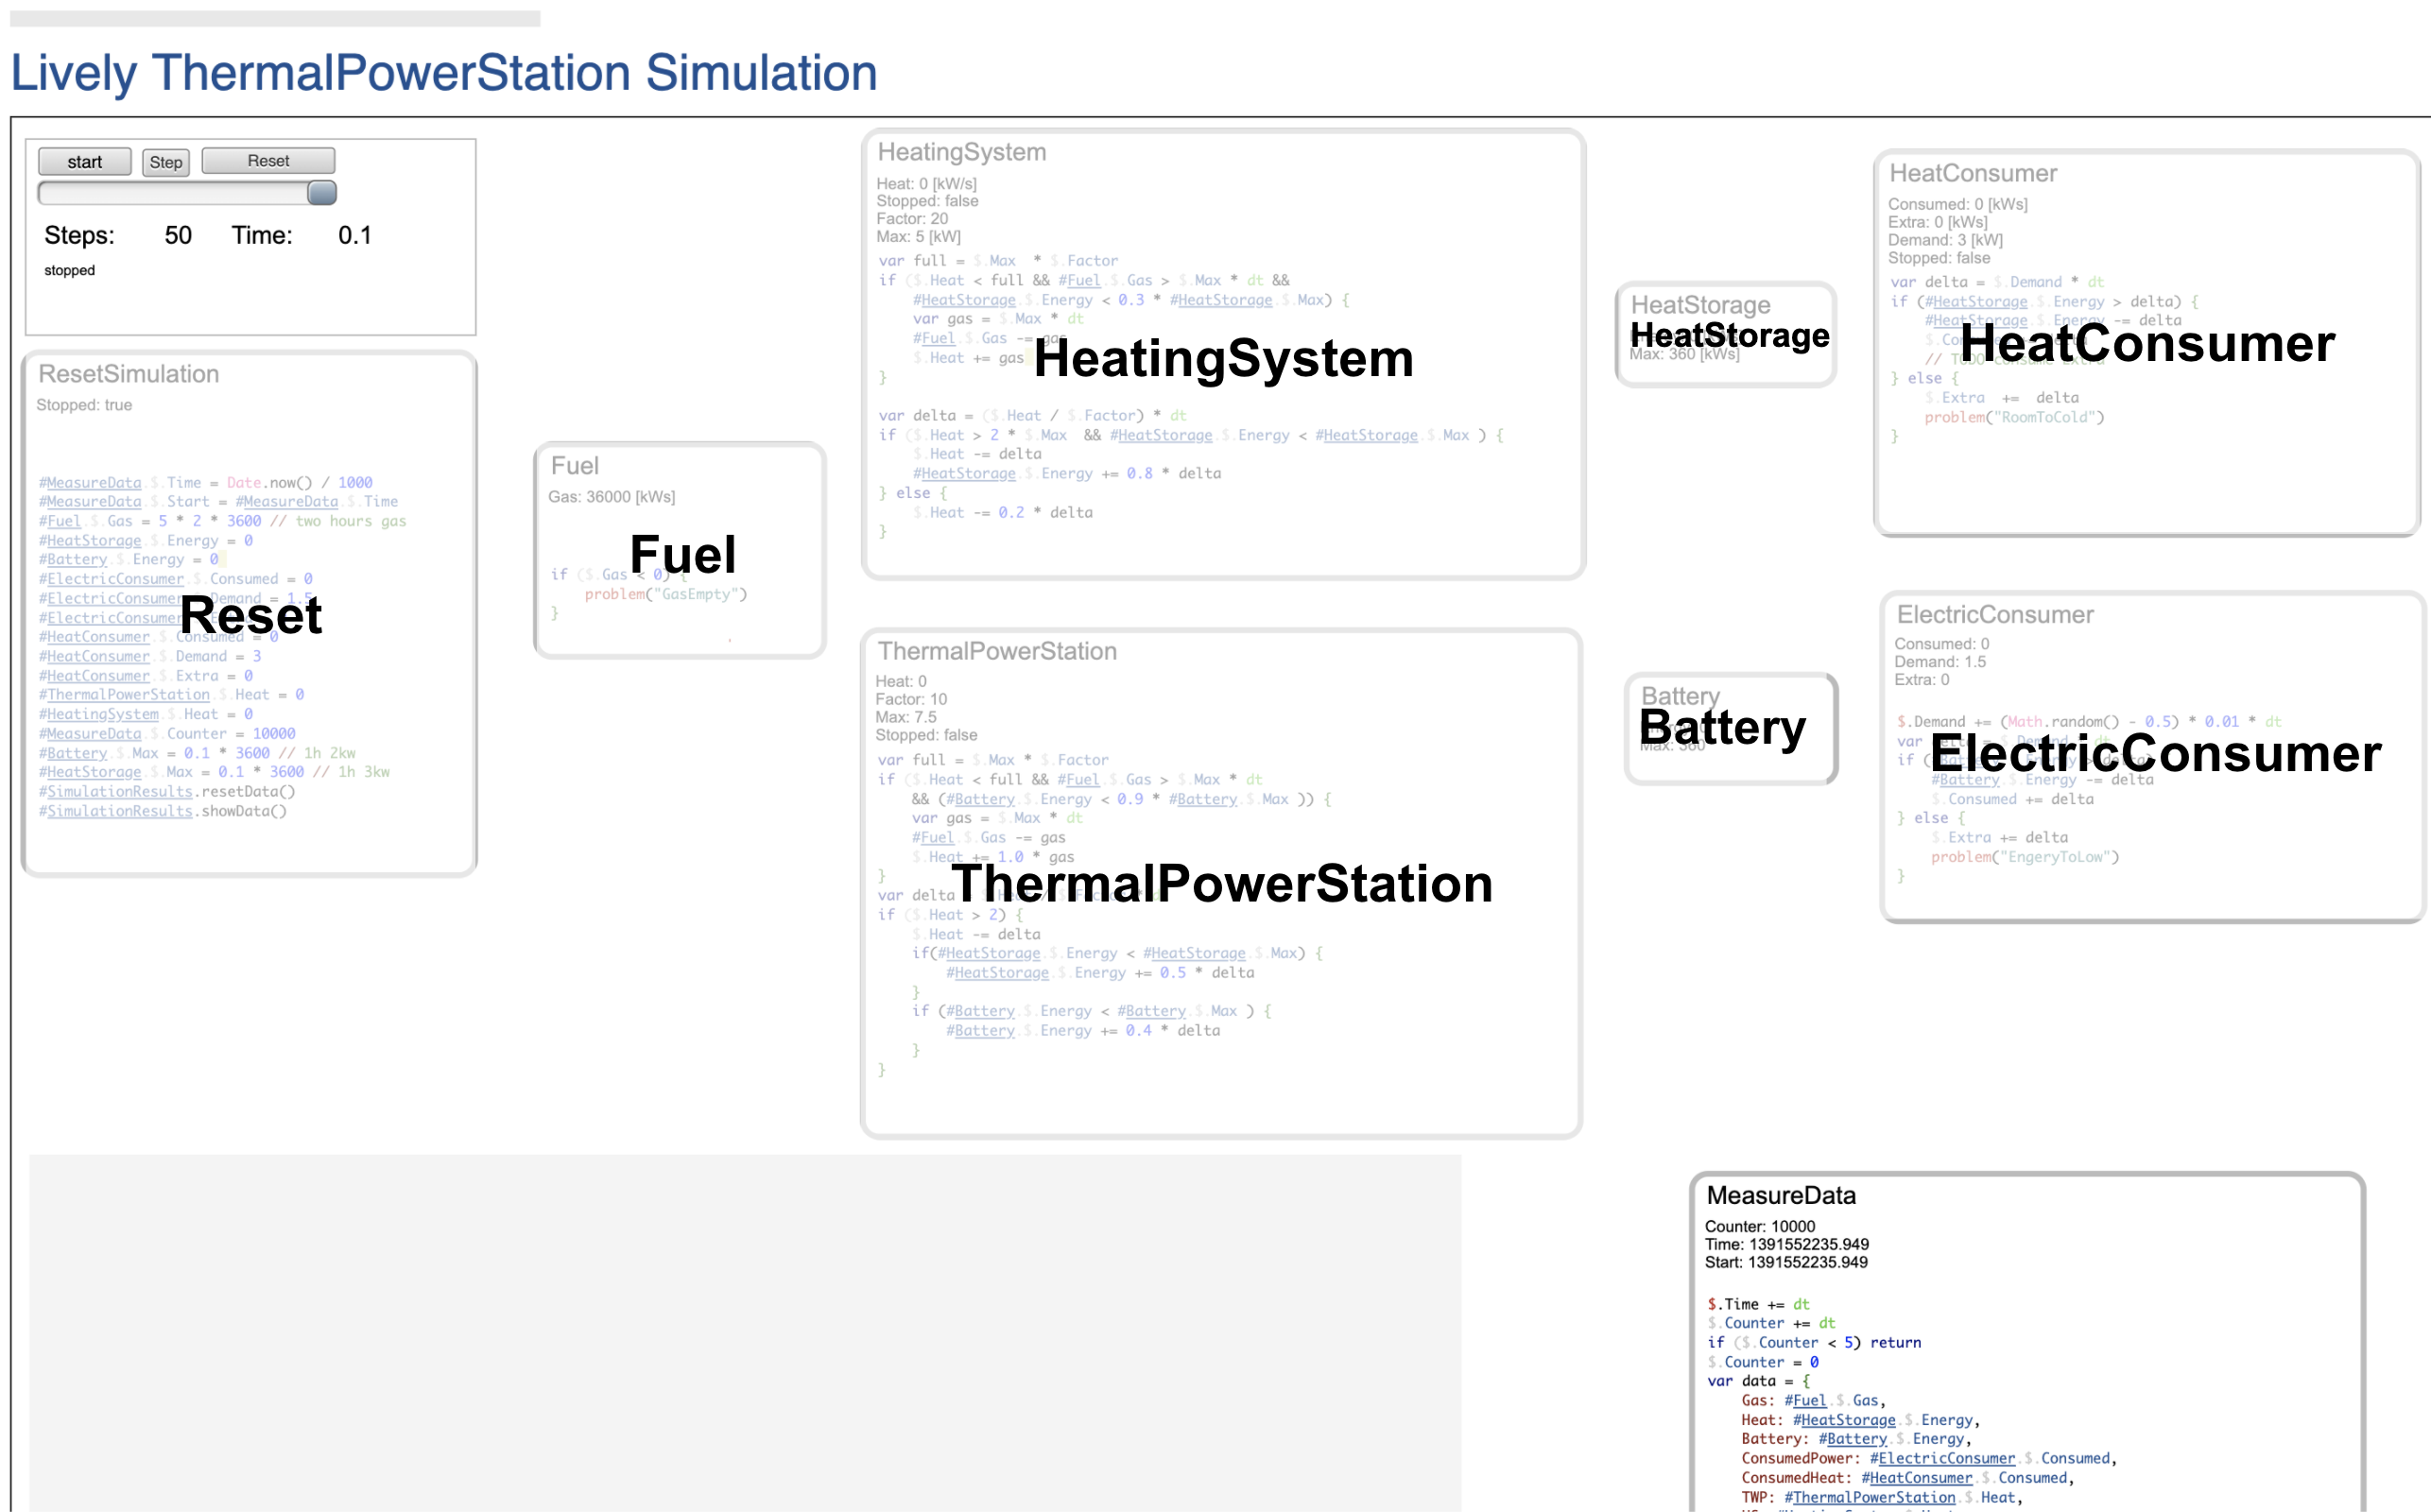 Lively ThermalPowerStation Simulation
start
Step
Reset
Steps: 50 Time: 0.1
stopped
ResetSimulation
Stopped: true
#MeasureData.$.Time = Date.now() / 1000
#MeasureData.$.Start = #MeasureData.$.Time
#Fuel.$.Gas = 5 * 2 * 3600 // two hours gas
#HeatStorage.$.Energy = 0
#Battery.$.Energy = 0
#ElectricConsumer.$.Consumed = 0
#ElectricConsumer.$.Demand = 1.5
#ElectricConsumer
#HeatConsumer.$.Consumed = 0
#HeatConsumer.$.Demand = 3
#HeatConsumer.$.Extra = 0
#ThermalPowerStation.$.Heat = 0
#HeatingSystem.$.Heat = 0
#MeasureData.$.Counter = 10000
#Battery.$.Max = 0.1 * 3600 // 1h 2kw
#HeatStorage.$.Max = 0.1 * 3600 // 1h 3kw
#SimulationResults.resetData()
#SimulationResults.showData()
Reset
Fuel
Gas: 36000 [kWs]
if ($.Gas < 0) {
problem("GasEmpty")
}
Fuel
HeatingSystem
Heat: 0 [kW/s]
Stopped: false
Factor: 20
Max: 5 [kW]
var full = $.Max * $.Factor
if ($.Heat < full && #Fuel.$.Gas > $.Max * dt &&
#HeatStorage.$.Energy < 0.3 * #HeatStorage.$.Max) {
var gas = $.Max * dt
#Fuel.$.Gas -= gas
$.Heat += gas
}
var delta = ($.Heat / $.Factor) * dt
if ($.Heat > 2 * $.Max && #HeatStorage.$.Energy < #HeatStorage.$.Max ) {
$.Heat -= delta
#HeatStorage.$.Energy += 0.8 * delta
} else {
$.Heat -= 0.2 * delta
}
HeatingSystem
ThermalPowerStation
Heat: 0
Factor: 10
Max: 7.5
Stopped: false
var full = $.Max * $.Factor
if ($.Heat < full && #Fuel.$.Gas > $.Max * dt
&& (#Battery.$.Energy < 0.9 * #Battery.$.Max )) {
var gas = $.Max * dt
#Fuel.$.Gas -= gas
$.Heat += 1.0 * gas
}
var delta
if ($.Heat > 2) {
$.Heat -= delta
if(#HeatStorage.$.Energy < #HeatStorage.$.Max) {
#HeatStorage.$.Energy += 0.5 * delta
}
if (#Battery.$.Energy < #Battery.$.Max ) {
#Battery.$.Energy += 0.4 * delta
}
}
ThermalPowerStation
HeatStorage
Max: 360 [kWs]
HeatStorage
Battery
Max: 360
Battery
HeatConsumer
Consumed: 0 [kWs]
Extra: 0 [kWs]
Demand: 3 [kW]
Stopped: false
var delta = $.Demand * dt
if (#HeatStorage.$.Energy > delta) {
#HeatStorage.$.Energy -= delta
} else {
$.Extra += delta
problem("RoomToCold")
}
HeatConsumer
ElectricConsumer
Consumed: 0
Demand: 1.5
Extra: 0
$.Demand += (Math.random() - 0.5) * 0.01 * dt
var
if (
#Battery.$.Energy -= delta
$.Consumed += delta
} else {
$.Extra += delta
problem("EngeryToLow")
}
ElectricConsumer
MeasureData
Counter: 10000
Time: 1391552235.949
Start: 1391552235.949
$.Time += dt
$.Counter += dt
if ($.Counter < 5) return
$.Counter = 0
var data = {
Gas: #Fuel.$.Gas,
Heat: #HeatStorage.$.Energy,
Battery: #Battery.$.Energy,
ConsumedPower: #ElectricConsumer.$.Consumed,
ConsumedHeat: #HeatConsumer.$.Consumed,
TWP: #ThermalPowerStation.$.Heat,